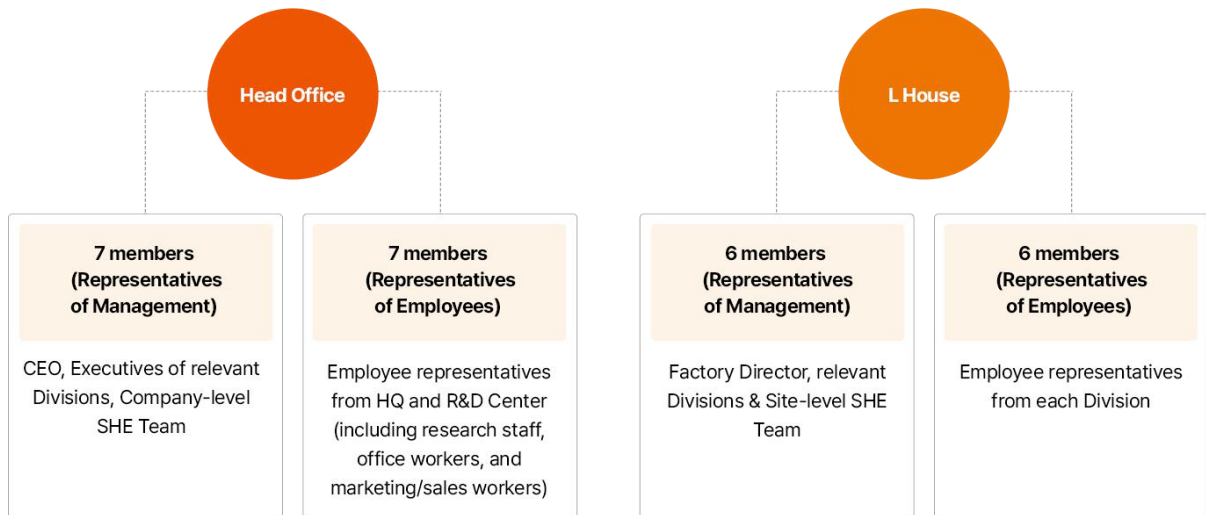 Head Office
7 members
(Representatives
of Management)
CEO, Executives of relevant
Divisions, Company-level
SHE Team
7 members
(Representatives
of Employees)
Employee representatives
from HQ and R&D Center
(including research staff,
office workers, and
marketing/sales workers)
L House
6 members
(Representatives
of Management)
Factory Director, relevant
Divisions & Site-level SHE
Team
6 members
(Representatives
of Employees)
Employee representatives
from each Division